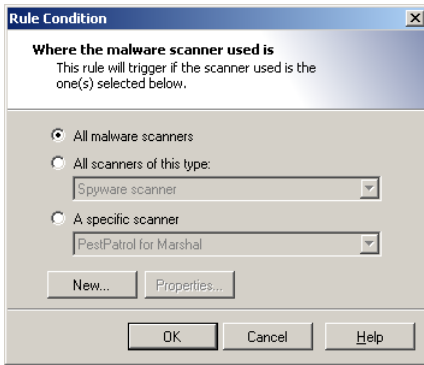 Rule Condition
Where the malware scanner used is
This rule will trigger if the scanner used is the
one(s) selected below.
All malware scanners
All scanners of this type:
Spyware scanner
A specific scanner
PestPatrol for Marshal
New... Properties...
OK Cancel Help